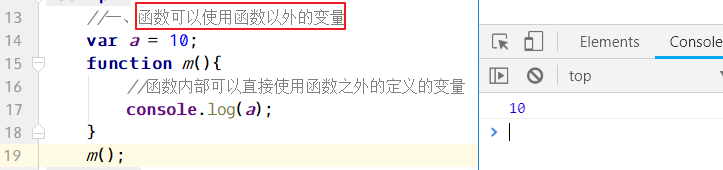 13 //一、函数可以使用函数以外的变量
14 var a = 10;
15 function m(){
16 //函数内部可以直接使用函数之外的定义的变量
17 console.log(a);
18 }
19 m();
Elements Console
top
10
>